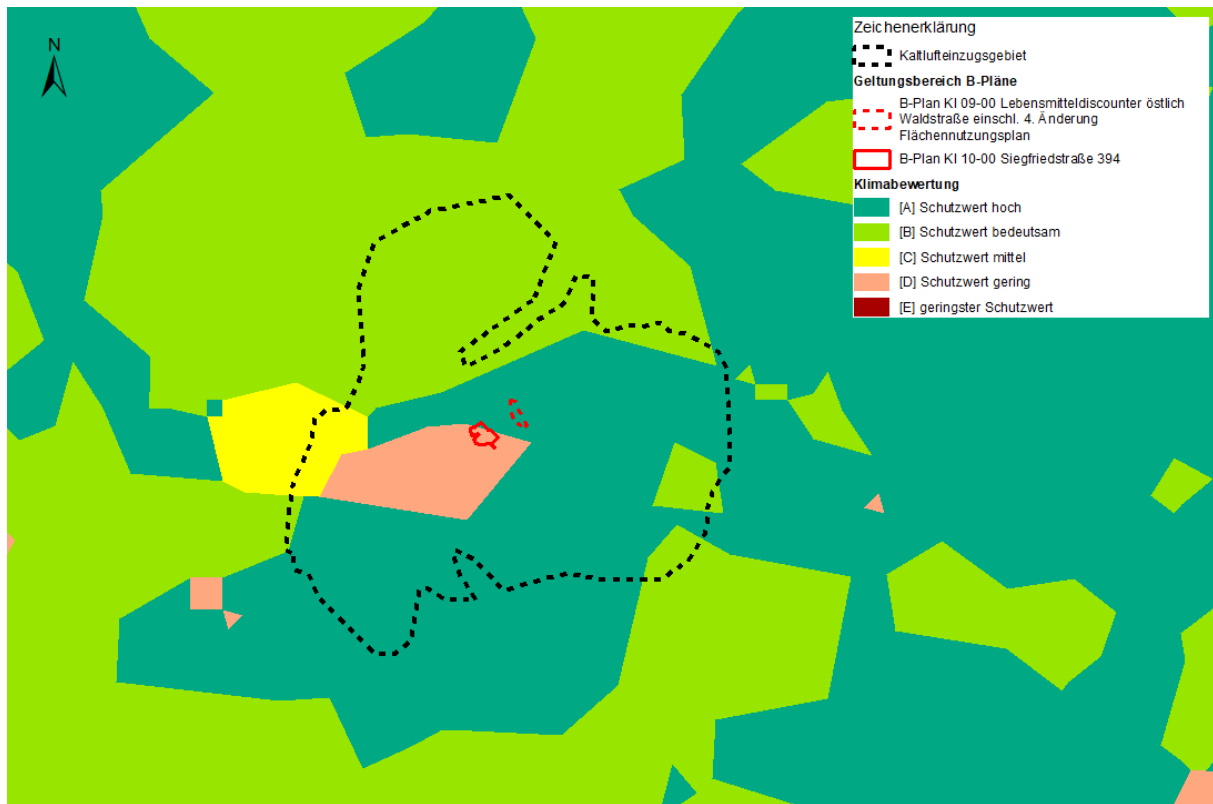 N
Zeichenerklärung
Kaltlufteinzugsgebiet
Geltungsbereich B-Pläne
B-Plan KI 09-00 Lebensmitteldiscounter östlich
Waldstraße einschl. 4. Änderung
Flächennutzungsplan
B-Plan KI 10-00 Siegfriedstraße 394
Klimabewertung
[A] Schutzwert hoch
[B] Schutzwert bedeutsam
[C] Schutzwert mittel
[D] Schutzwert gering
[E] geringster Schutzwert